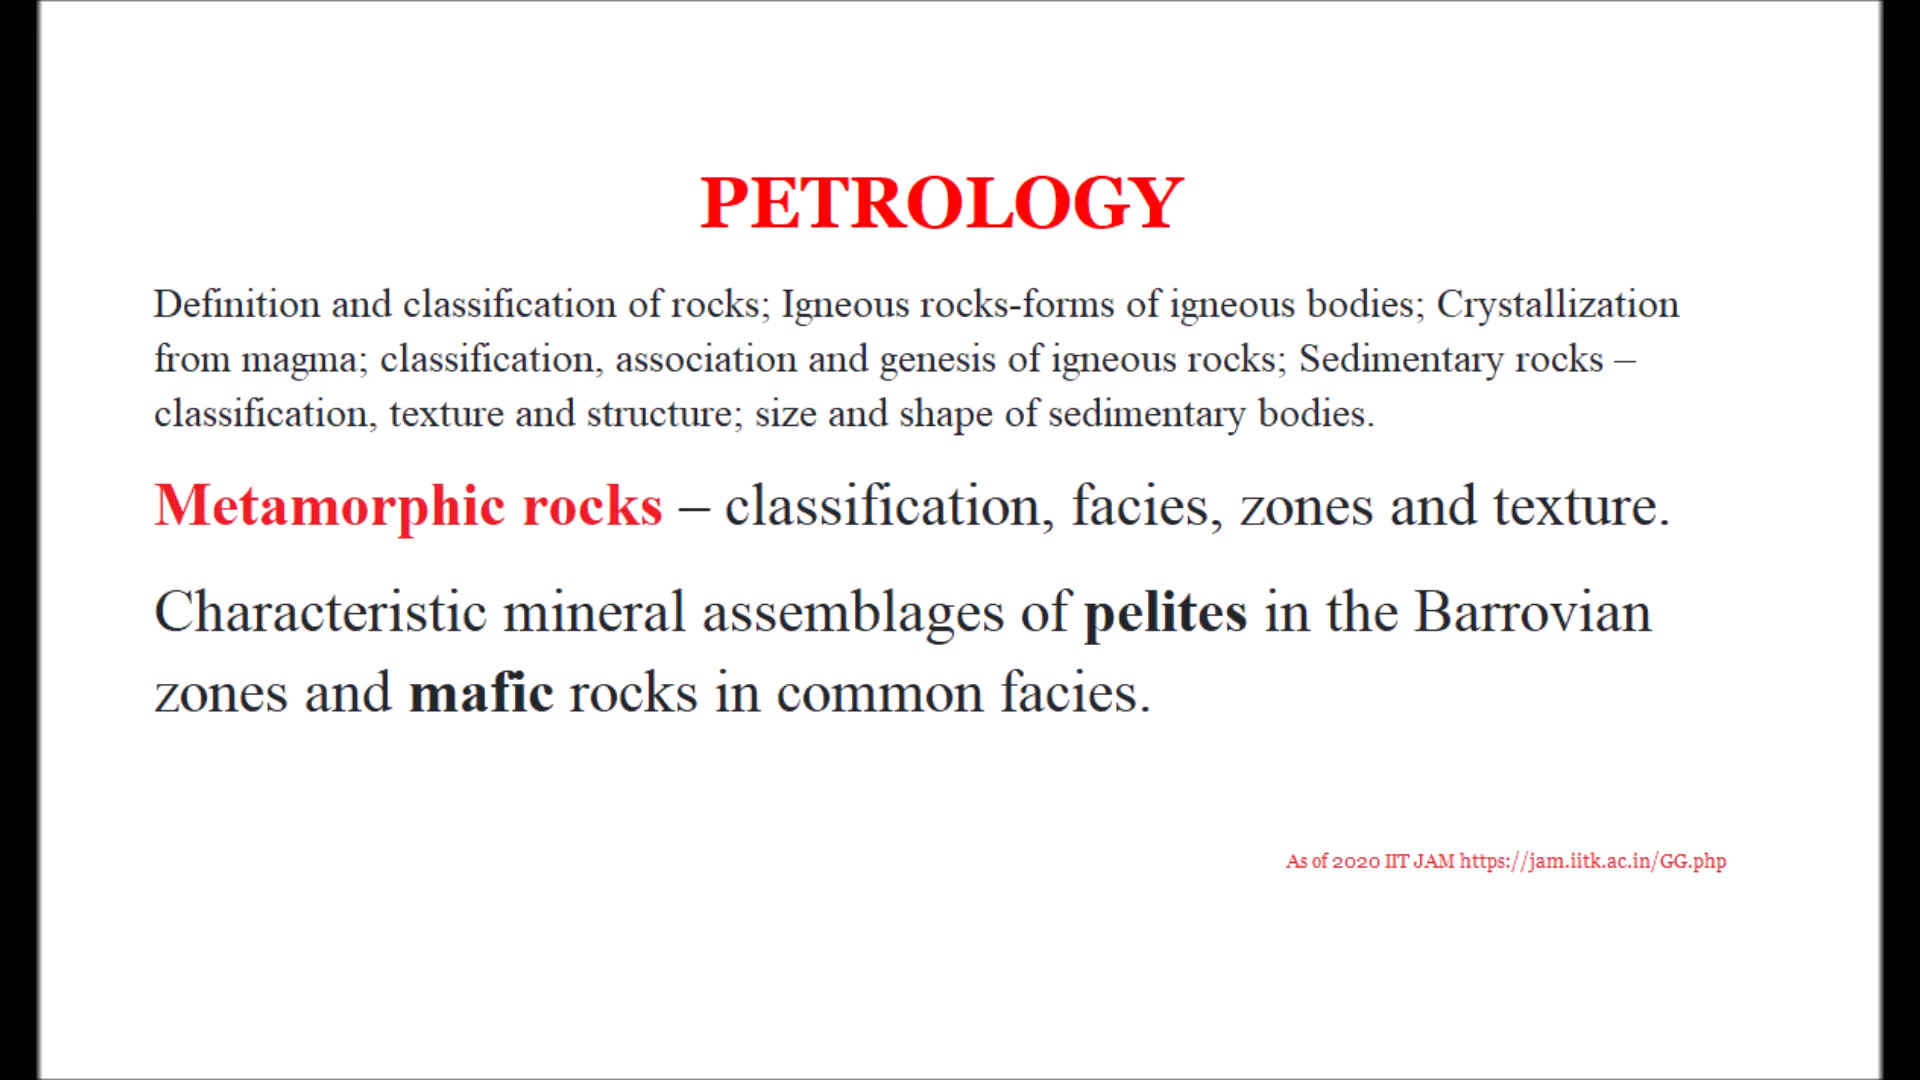 PETROLOGY
Definition and classification of rocks; Igneous rocks-forms of igneous bodies; Crystallization
from magma; classification, association and genesis of igneous rocks; Sedimentary rocks –
classification, texture and structure; size and shape of sedimentary bodies.
Metamorphic rocks – classification, facies, zones and texture.
Characteristic mineral assemblages of pelites in the Barrovian
zones and mafic rocks in common facies.
As of 2020 IIT JAM https://jam.iitk.ac.in/GG.php